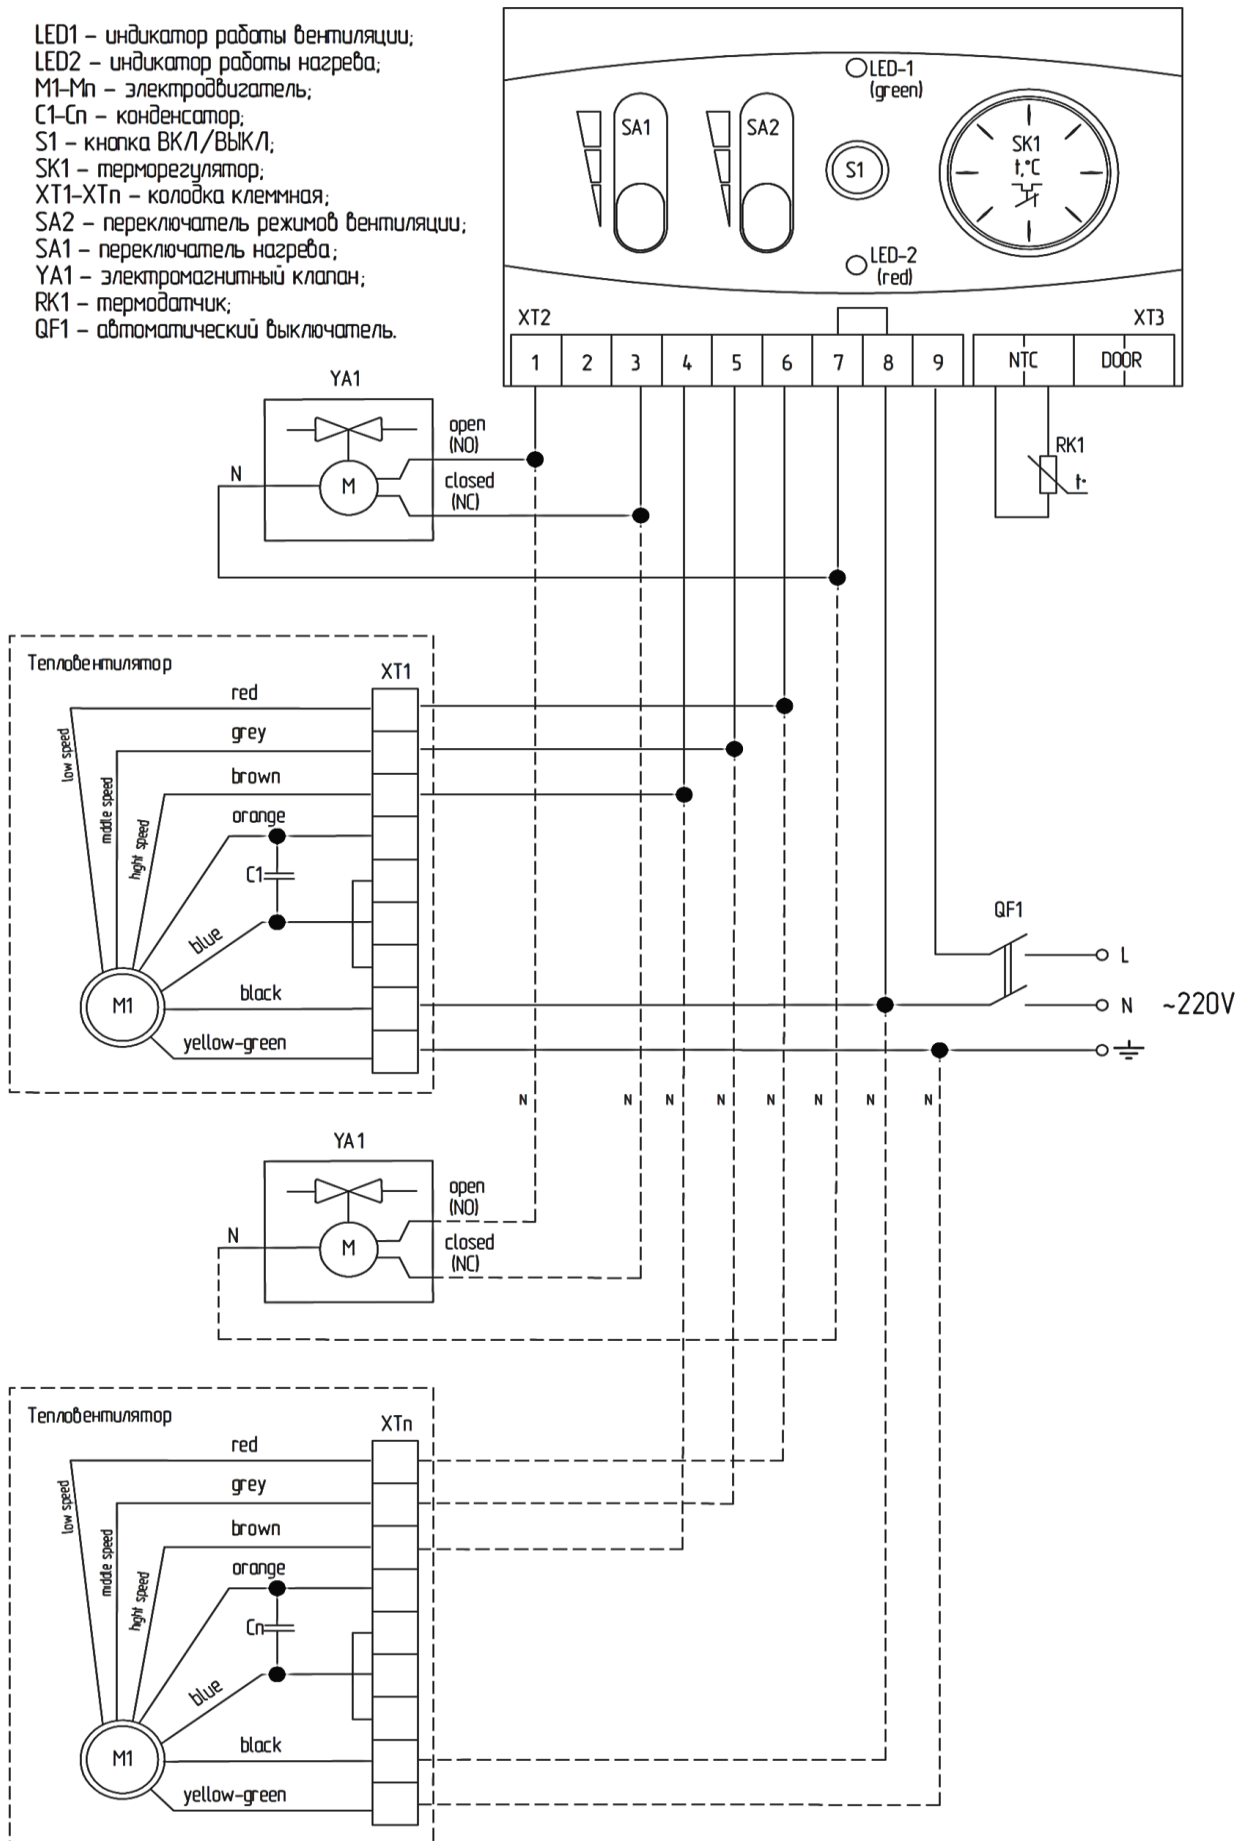 LED1 – индикатор работы вентиляции;
LED2 – индикатор работы нагрева;
M1–Mn – электродвигатель;
C1–Cn – конденсатор;
S1 – кнопка ВКЛ/ВЫКЛ;
SK1 – терморегулятор;
XT1–XTn – колодка клеммная;
SA2 – переключатель режимов вентиляции;
SA1 – переключатель нагрева;
YA1 – электромагнитный клапан;
RK1 – термодатчик;
QF1 – автоматический выключатель.
LED-1
(green)
SA1
SA2
S1
SK1
t,°C
LED-2
(red)
XT2
XT3
1 2 3 4 5 6 7 8 9 NTC DOOR
YA1
open
(NO)
closed
(NC)
N
M
RK1
t°
Тепловентилятор
XT1
red
grey
brown
orange
low speed
middle speed
hight speed
C1
blue
M1
black
yellow-green
QF1
L
N ~220V
N N N N N N N N
YA1
open
(NO)
closed
(NC)
N
M
Тепловентилятор
XTn
red
grey
brown
orange
low speed
middle speed
hight speed
Cn
blue
M1
black
yellow-green